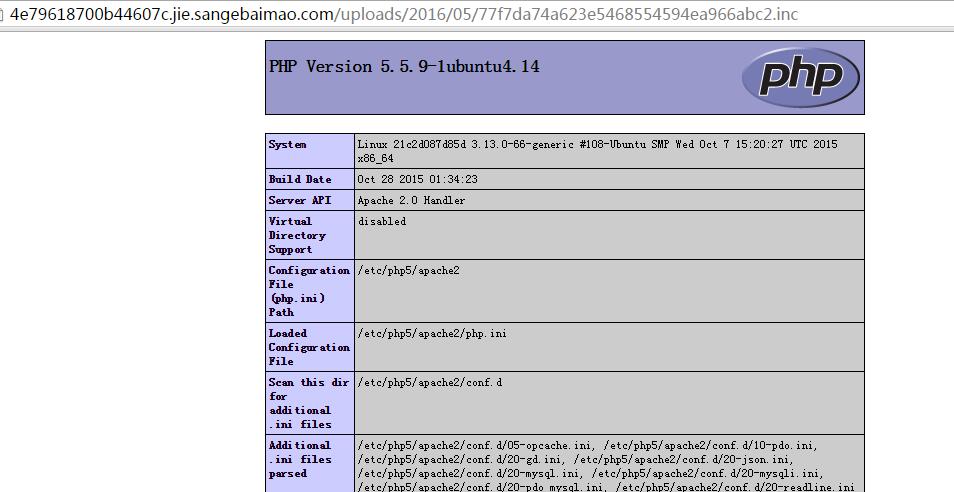 4e79618700b44607c.jie.sangebaimao.com/uploads/2016/05/77f7da74a623e5468554594ea966abc2.inc
PHP Version 5.5.9-1ubuntu4.14
php
System
Linux 21c2d087d85d 3.13.0-66-generic #108-Ubuntu SMP Wed Oct 7 15:20:27 UTC 2015
x86_64
Build Date
Oct 28 2015 01:34:23
Server API
Apache 2.0 Handler
Virtual
Directory
Support
disabled
Configuration
File
(php.ini)
Path
/etc/php5/apache2
Loaded
Configuration
File
/etc/php5/apache2/php.ini
Scan this dir
for
additional
.ini files
/etc/php5/apache2/conf.d
Additional
.ini files
parsed
/etc/php5/apache2/conf.d/05-opcache.ini, /etc/php5/apache2/conf.d/10-pdo.ini,
/etc/php5/apache2/conf.d/20-gd.ini, /etc/php5/apache2/conf.d/20-json.ini,
/etc/php5/apache2/conf.d/20-mysql.ini, /etc/php5/apache2/conf.d/20-mysqli.ini,
/etc/php5/apache2/conf.d/20-pdo_mysql.ini, /etc/php5/apache2/conf.d/20-readline.ini